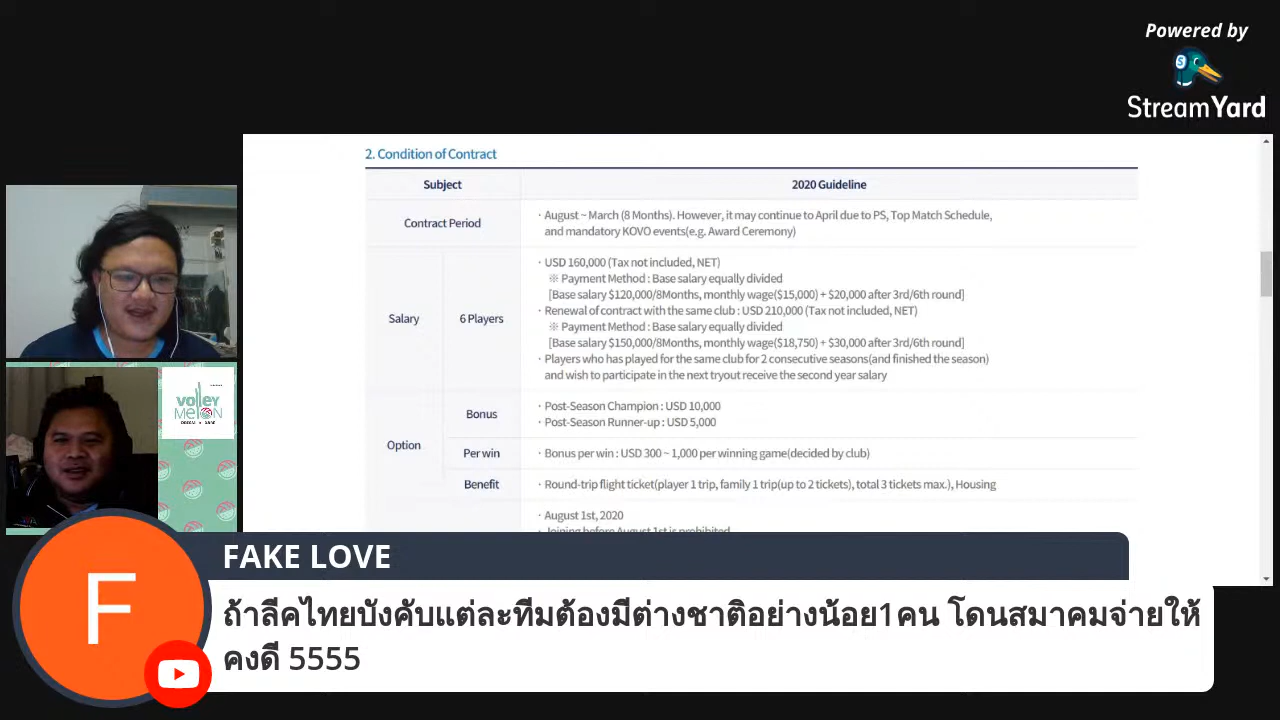 Powered by
StreamYard
2. Condition of Contract
Subject
2020 Guideline
Contract Period
· August ~ March (8 Months). However, it may continue to April due to PS, Top Match Schedule,
and mandatory KOVO events(e.g. Award Ceremony)
Salary
6 Players
· USD 160,000 (Tax not included, NET)
※ Payment Method : Base salary equally divided
[Base salary $120,000/8Months, monthly wage($15,000) + $20,000 after 3rd/6th round]
· Renewal of contract with the same club : USD 210,000 (Tax not included, NET)
※ Payment Method : Base salary equally divided
[Base salary $150,000/8Months, monthly wage($18,750) + $30,000 after 3rd/6th round]
· Players who has played for the same club for 2 consecutive seasons(and finished the season)
and wish to participate in the next tryout receive the second year salary
Option
Bonus
· Post-Season Champion : USD 10,000
· Post-Season Runner-up : USD 5,000
Per win
· Bonus per win : USD 300 ~ 1,000 per winning game(decided by club)
Benefit
· Round-trip flight ticket(player 1 trip, family 1 trip(up to 2 tickets), total 3 tickets max.), Housing
· August 1st, 2020
· Joining before August 1st is prohibited
volley
MELON
F
FAKE LOVE
ถ้าลีคไทยบังคับแต่ละทีมต้องมีต่างชาติอย่างน้อย1คน โดนสมาคมจ่ายให้
คงดี 5555